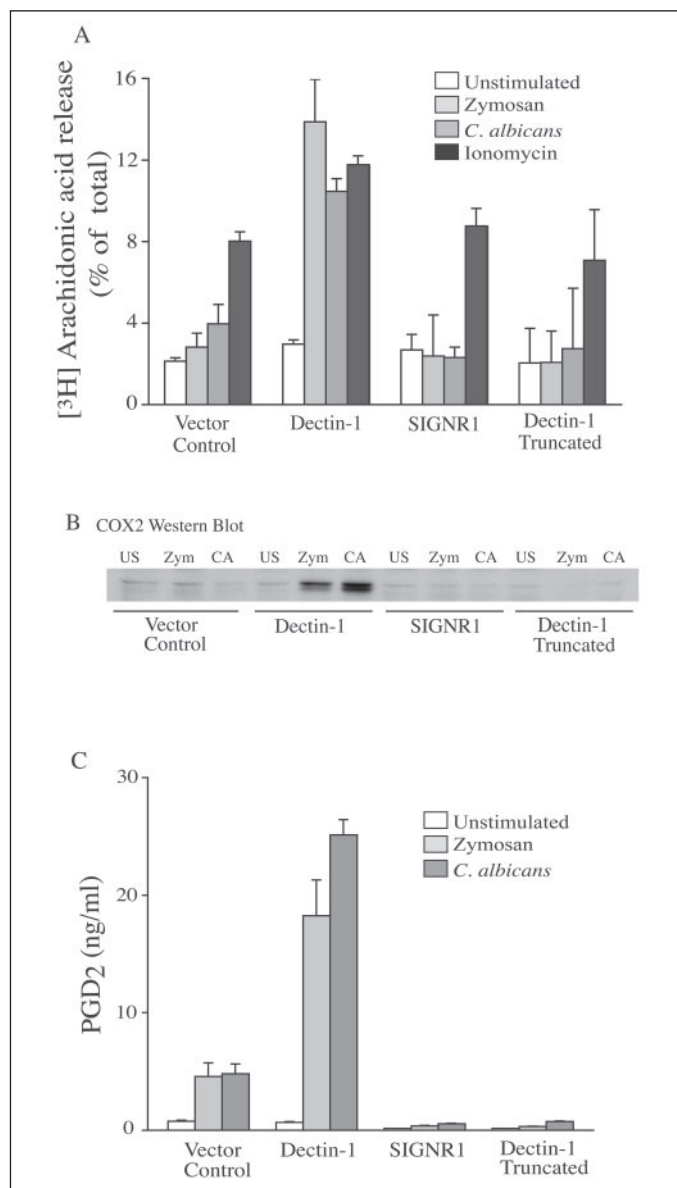 A
[³H] Arachidonic acid release
(% of total)
16
12
8
4
0
Unstimulated
Zymosan
C. albicans
Ionomycin
Vector
Control
Dectin-1
SIGNR1
Dectin-1
Truncated
B COX2 Western Blot
US Zym CA US Zym CA US Zym CA US Zym CA
Vector
Control
Dectin-1
SIGNR1
Dectin-1
Truncated
C
PGD₂ (ng/ml)
30
20
10
0
Unstimulated
Zymosan
C. albicans
Vector
Control
Dectin-1
SIGNR1
Dectin-1
Truncated